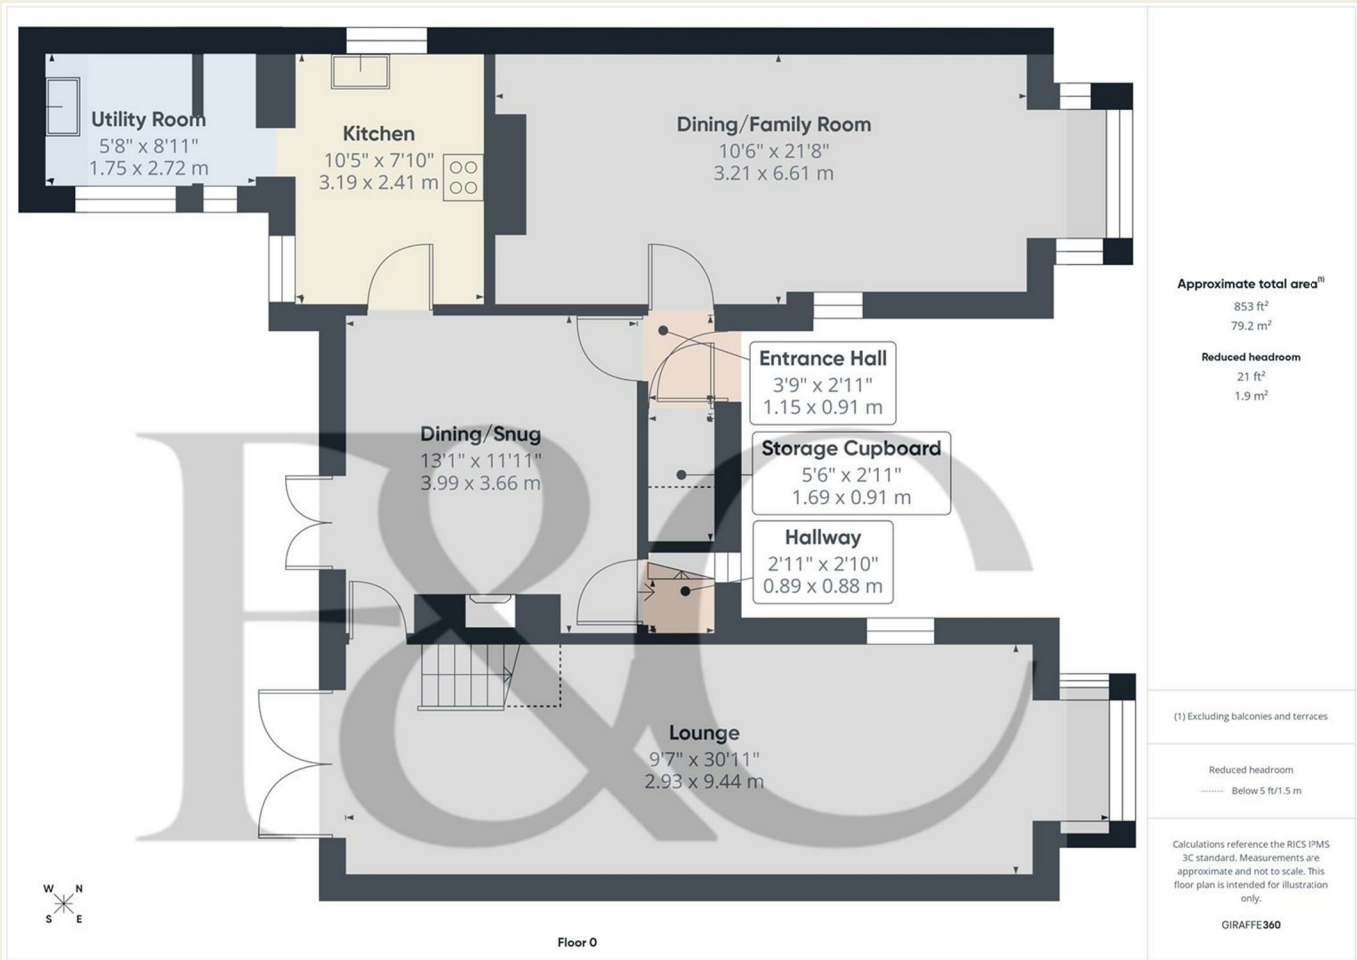 Utility Room
5'8" x 8'11"
1.75 x 2.72 m
Kitchen
10'5" x 7'10"
3.19 x 2.41 m
Dining/Family Room
10'6" x 21'8"
3.21 x 6.61 m
Entrance Hall
3'9" x 2'11"
1.15 x 0.91 m
Dining/Snug
13'1" x 11'11"
3.99 x 3.66 m
Storage Cupboard
5'6" x 2'11"
1.69 x 0.91 m
Hallway
2'11" x 2'10"
0.89 x 0.88 m
Lounge
9'7" x 30'11"
2.93 x 9.44 m
F&C
W N
S E
Floor 0
Approximate total area(1)
853 ft²
79.2 m²
Reduced headroom
21 ft²
1.9 m²
(1) Excluding balconies and terraces
Reduced headroom
Below 5 ft/1.5 m
Calculations reference the RICS IPMS
3C standard. Measurements are
approximate and not to scale. This
floor plan is intended for illustration
only.
GIRAFFE360